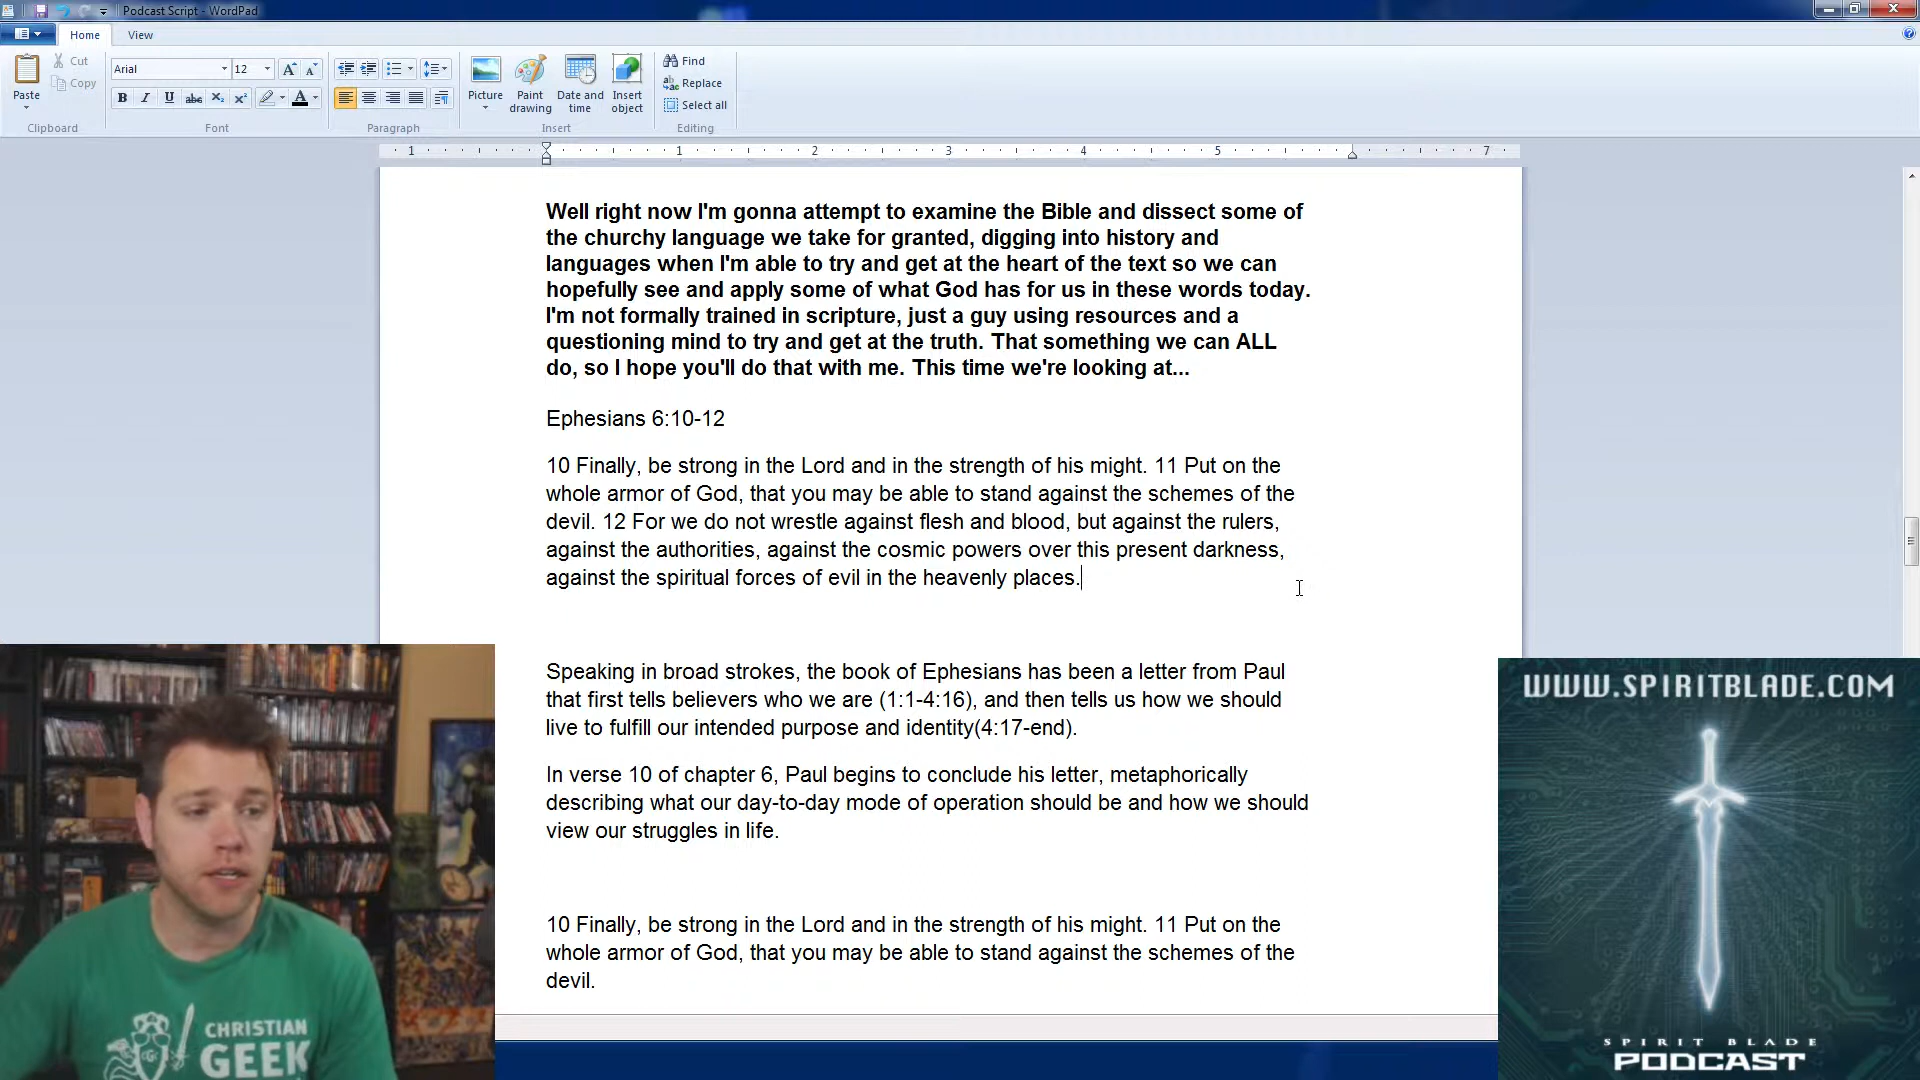 Podcast Script - WordPad
Home
View
Paste
Cut
Copy
Clipboard
Arial
12
Font
Paragraph
Picture
Paint drawing
Date and time
Insert object
Insert
Find
Replace
Select all
Editing
1 1 2 3 4 5 7
Well right now I'm gonna attempt to examine the Bible and dissect some of
the churchy language we take for granted, digging into history and
languages when I'm able to try and get at the heart of the text so we can
hopefully see and apply some of what God has for us in these words today.
I'm not formally trained in scripture, just a guy using resources and a
questioning mind to try and get at the truth. That something we can ALL
do, so I hope you'll do that with me. This time we're looking at...
Ephesians 6:10-12
10 Finally, be strong in the Lord and in the strength of his might. 11 Put on the
whole armor of God, that you may be able to stand against the schemes of the
devil. 12 For we do not wrestle against flesh and blood, but against the rulers,
against the authorities, against the cosmic powers over this present darkness,
against the spiritual forces of evil in the heavenly places.
Speaking in broad strokes, the book of Ephesians has been a letter from Paul
that first tells believers who we are (1:1-4:16), and then tells us how we should
live to fulfill our intended purpose and identity(4:17-end).
In verse 10 of chapter 6, Paul begins to conclude his letter, metaphorically
describing what our day-to-day mode of operation should be and how we should
view our struggles in life.
10 Finally, be strong in the Lord and in the strength of his might. 11 Put on the
whole armor of God, that you may be able to stand against the schemes of the
devil.
CHRISTIAN
GEEK
WWW.SPIRITBLADE.COM
SPIRIT BLADE
PODCAST